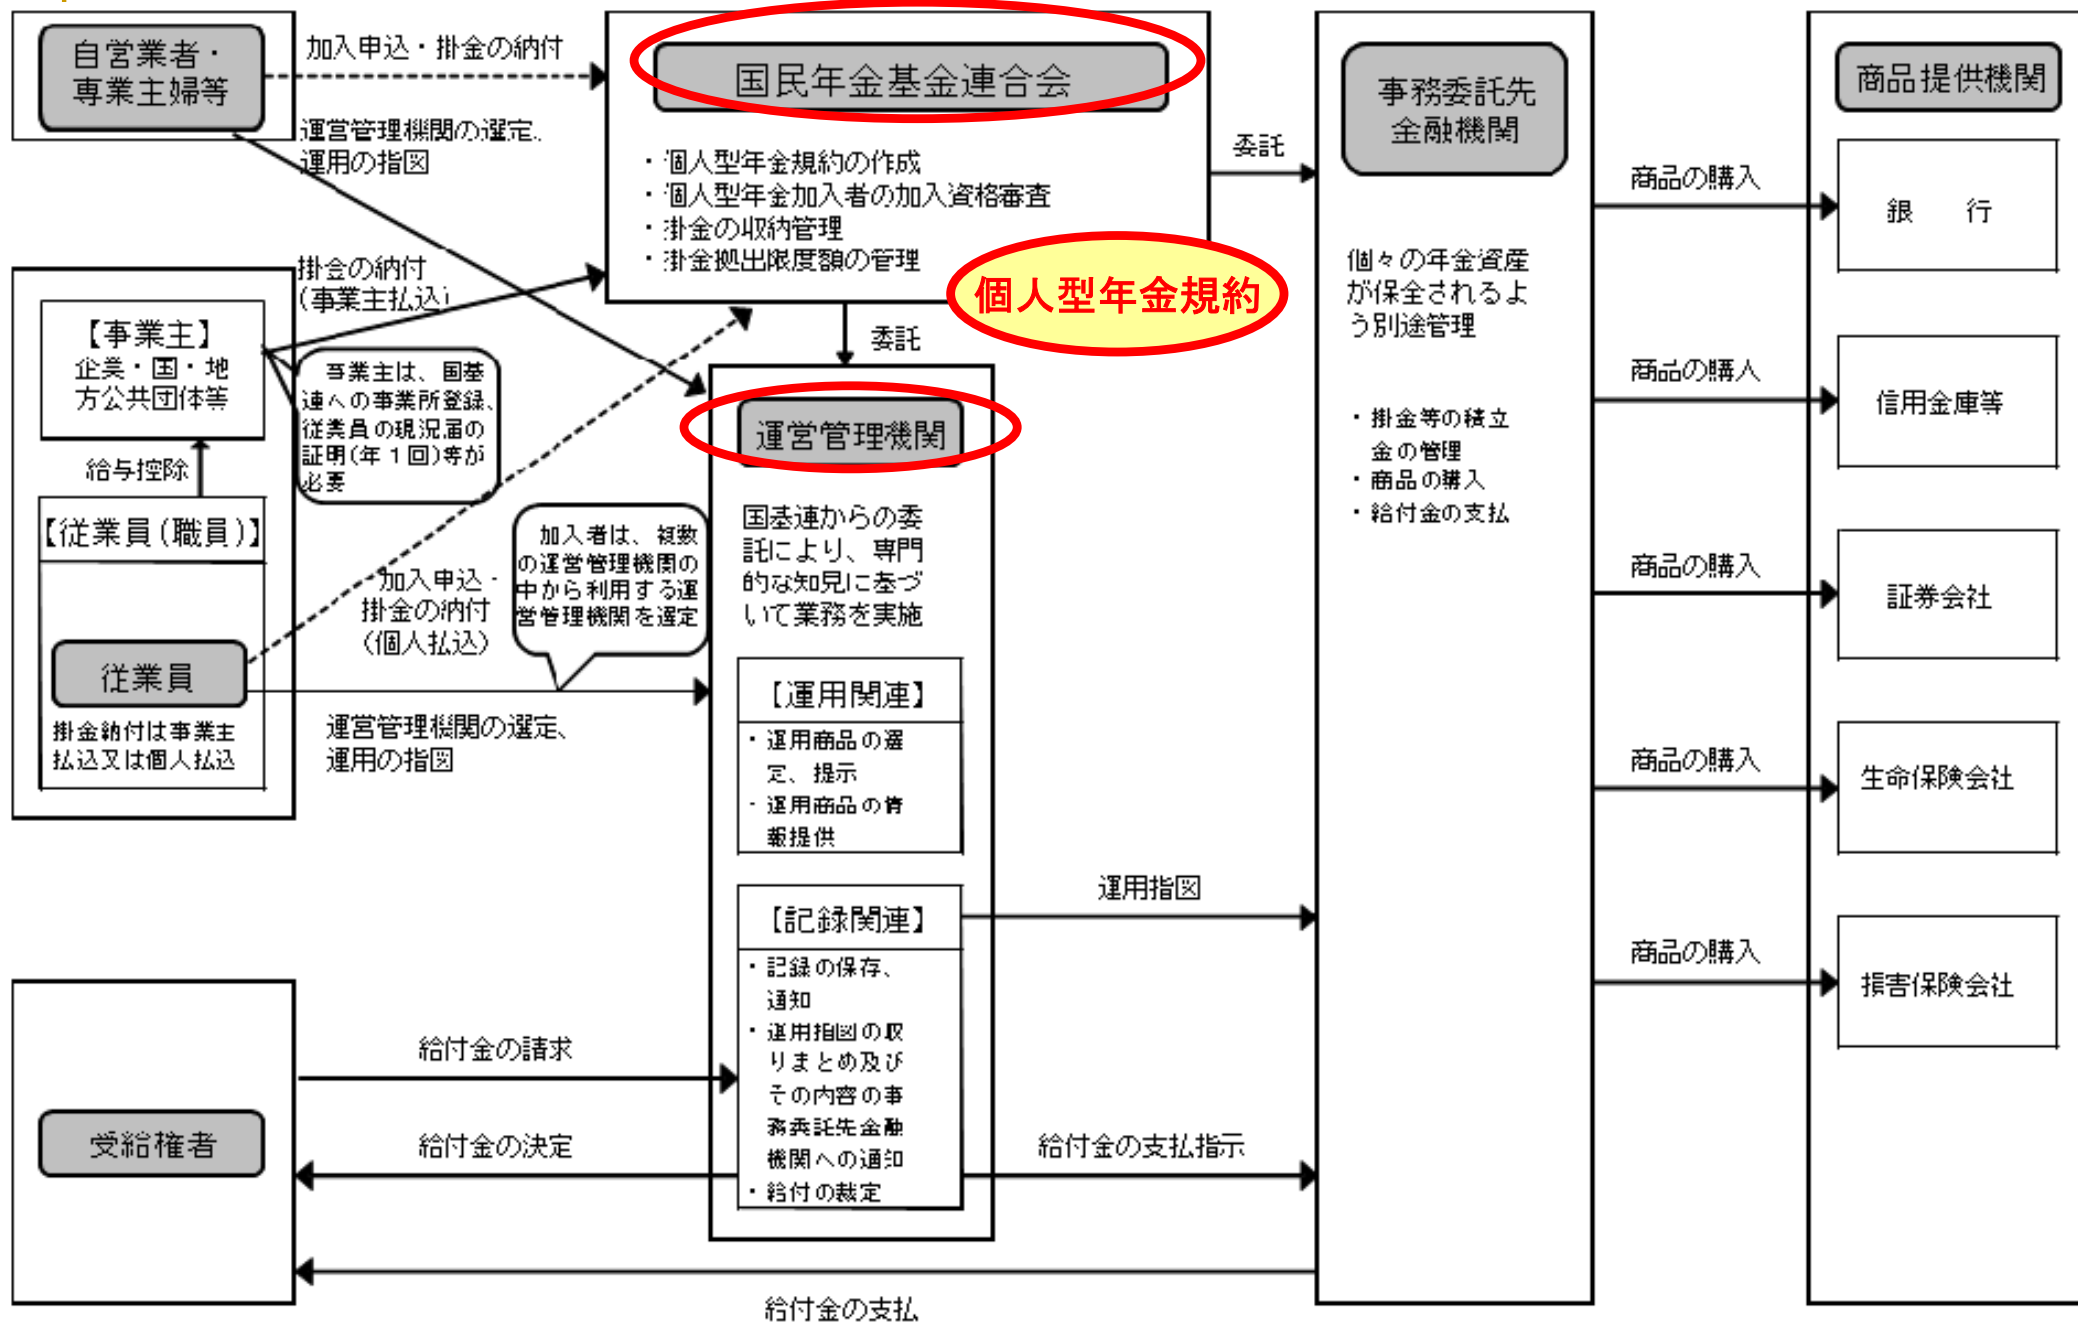 自営業者・
専業主婦等
加入申込・掛金の納付
運営管理機関の選定、
運用の指図
国民年金基金連合会
・個人型年金規約の作成
・個人型年金加入者の加入資格審査
・掛金の収納管理
・掛金拠出限度額の管理
個人型年金規約
委託
委託
掛金の納付
(事業主払込)
【事業主】
企業・国・地
方公共団体等
事業主は、国基
連への事業所登録、
従業員の現況届の
証明(年1回)等が
必要
給与控除
【従業員(職員)】
従業員
掛金納付は事業主
払込又は個人払込
加入申込・
掛金の納付
(個人払込)
加入者は、複数
の運営管理機関の
中から利用する運
営管理機関を選定
運営管理機関の選定、
運用の指図
運営管理機関
国基連からの委
託により、専門
的な知見に基づ
いて業務を実施
【運用関連】
・運用商品の選
定、提示
・運用商品の情
報提供
【記録関連】
・記録の保存、
通知
・運用指図の取
りまとめ及び
その内容の事
務委託先金融
機関への通知
・給付の裁定
運用指図
給付金の支払指示
受給権者
給付金の請求
給付金の決定
給付金の支払
事務委託先
金融機関
個々の年金資産
が保全されるよ
う別途管理
・掛金等の積立
金の管理
・商品の購入
・給付金の支払
商品の購入
商品の購入
商品の購入
商品の購入
商品の購入
商品提供機関
銀 行
信用金庫等
証券会社
生命保険会社
損害保険会社